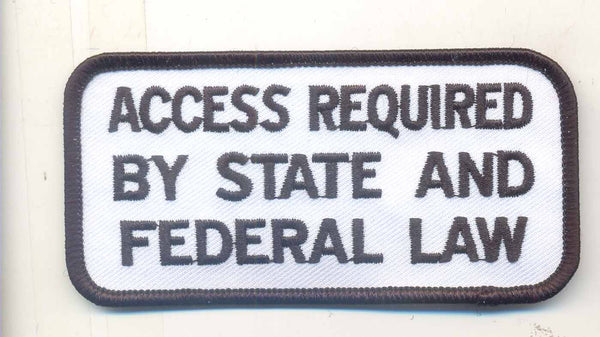 ACCESS REQUIRED
BY STATE AND
FEDERAL LAW